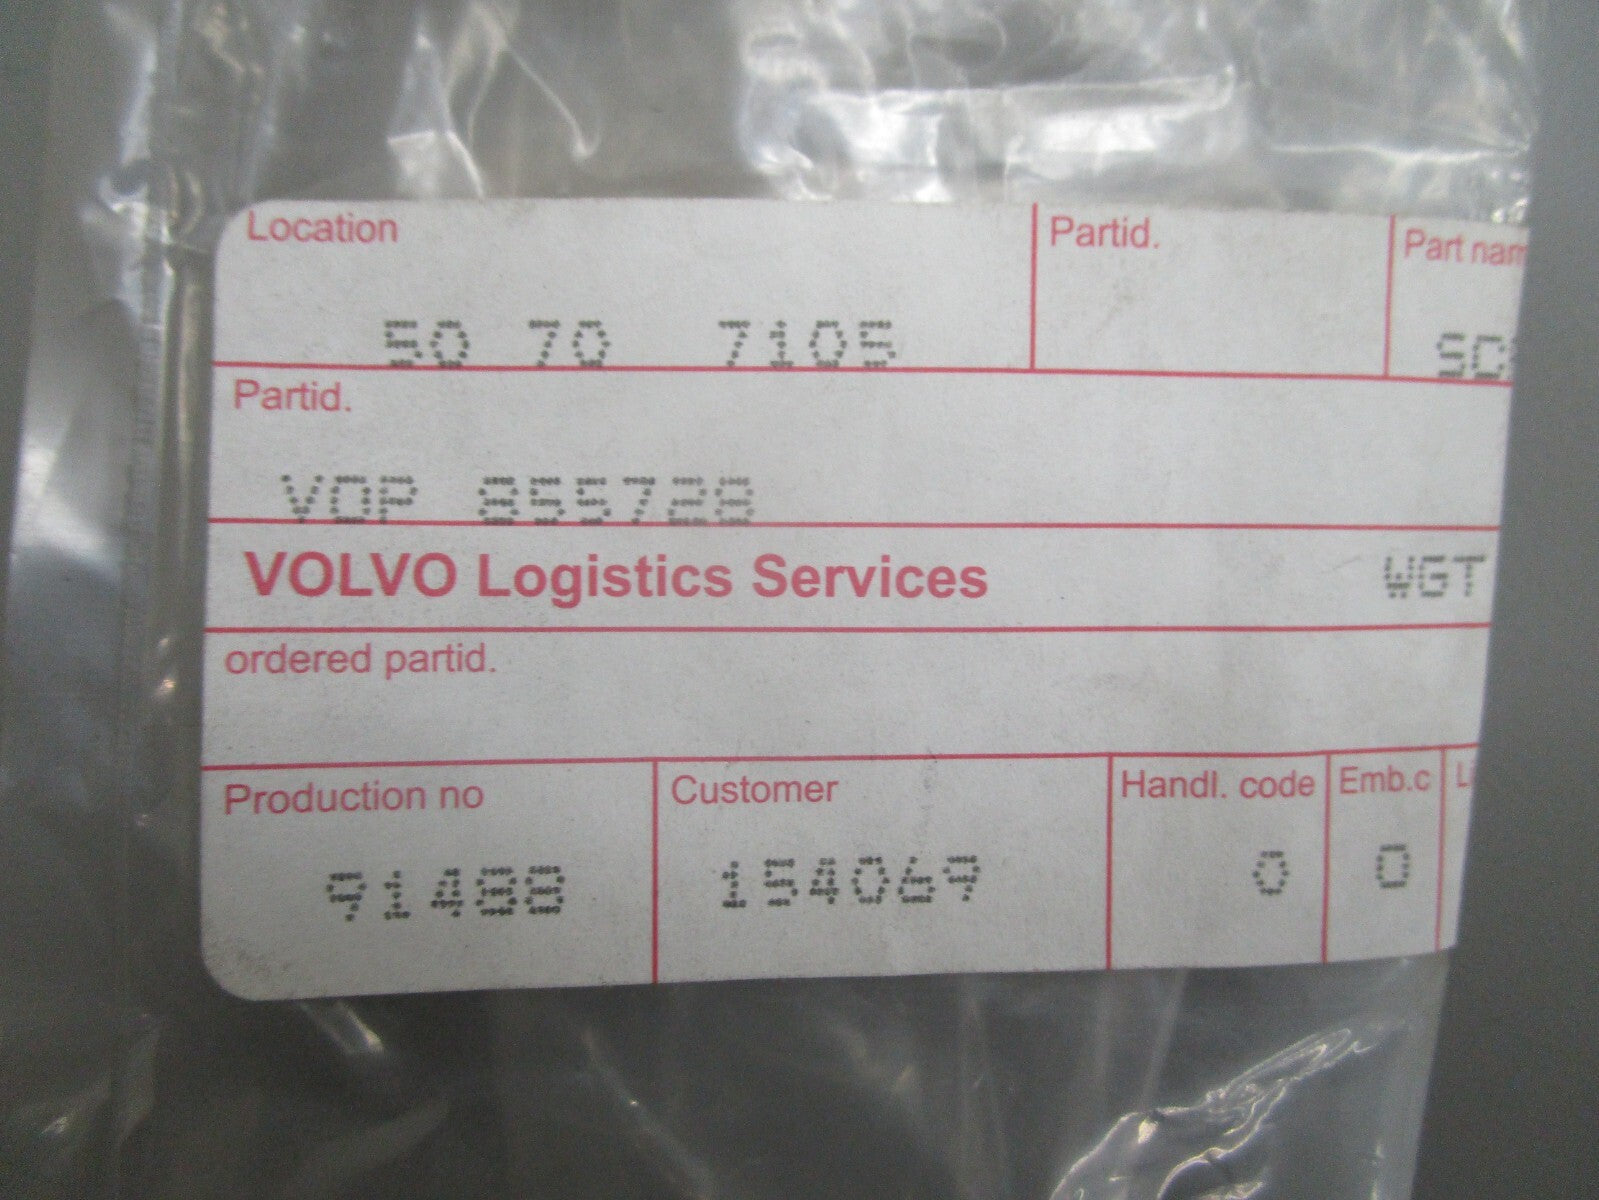 Location Partid. Part nam
50 70 7105 SC
Partid.
VOP 855728
VOLVO Logistics Services WGT
ordered partid.
Production no Customer Handl. code Emb.c Li
91488 154069 0 0